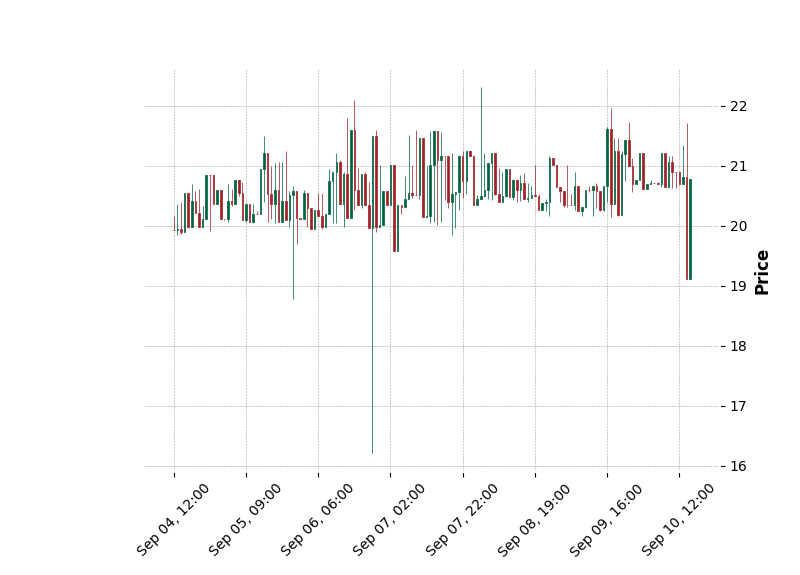 22
21
20
19
18
17
16
Price
Sep 04, 12:00
Sep 05, 09:00
Sep 06, 06:00
Sep 07, 02:00
Sep 07, 22:00
Sep 08, 19:00
Sep 09, 16:00
Sep 10, 12:00